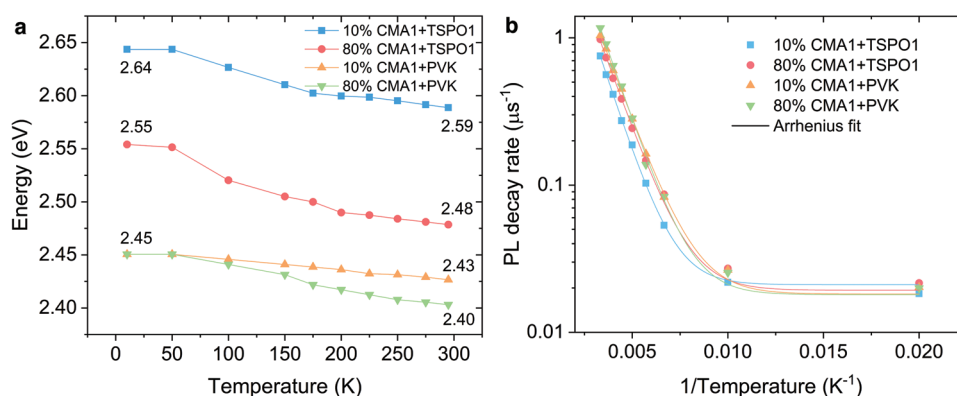 a
Energy (eV)
2.65
2.60
2.55
2.50
2.45
2.40
2.64
2.55
2.45
2.59
2.48
2.43
2.40
10% CMA1+TSPO1
80% CMA1+TSPO1
10% CMA1+PVK
80% CMA1+PVK
0 50 100 150 200 250 300
Temperature (K)
b
PL decay rate (µs⁻¹)
1
0.1
0.01
10% CMA1+TSPO1
80% CMA1+TSPO1
10% CMA1+PVK
80% CMA1+PVK
Arrhenius fit
0.005 0.010 0.015 0.020
1/Temperature (K⁻¹)